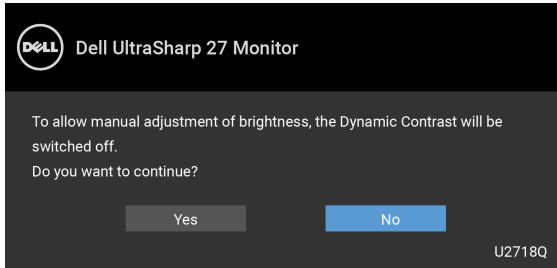 DELL Dell UltraSharp 27 Monitor
To allow manual adjustment of brightness, the Dynamic Contrast will be
switched off.
Do you want to continue?
Yes No
U2718Q